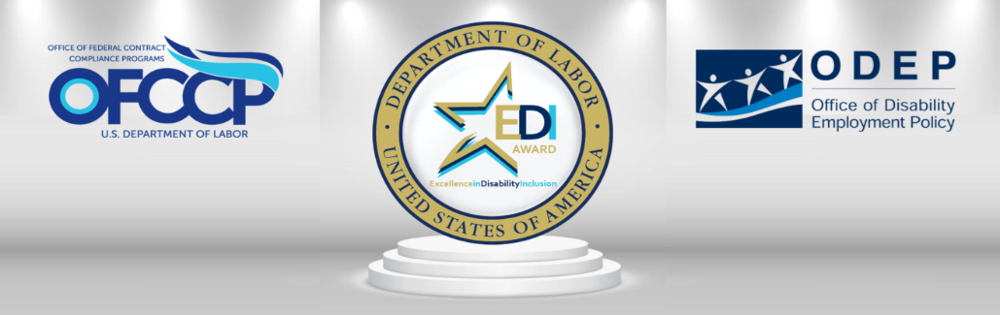 OFFICE OF FEDERAL CONTRACT
COMPLIANCE PROGRAMS
OFCCP
U.S. DEPARTMENT OF LABOR
DEPARTMENT OF LABOR
EDI
AWARD
ExcellenceinDisabilityInclusion
UNITED STATES OF AMERICA
ODEP
Office of Disability
Employment Policy